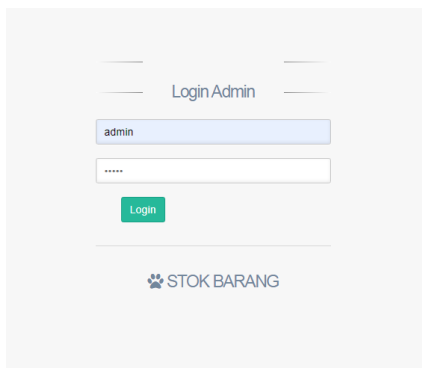 Login Admin
admin
•••••
Login
STOK BARANG